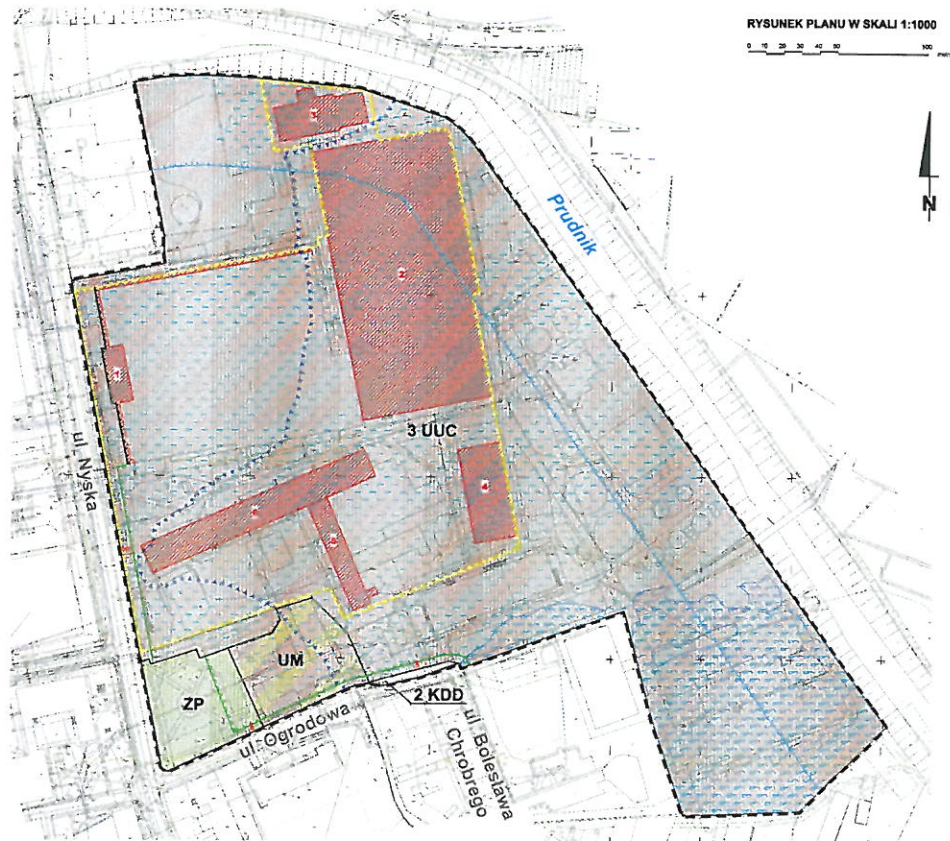 RYSUNEK PLANU W SKALI 1:1000
0 10 20 30 40 50 100
N
Prudnik
3 UUC
ul. Nyska
UM
ZP
2 KDD
ul. Ogrodowa
ul. Bolesława
Chrobrego